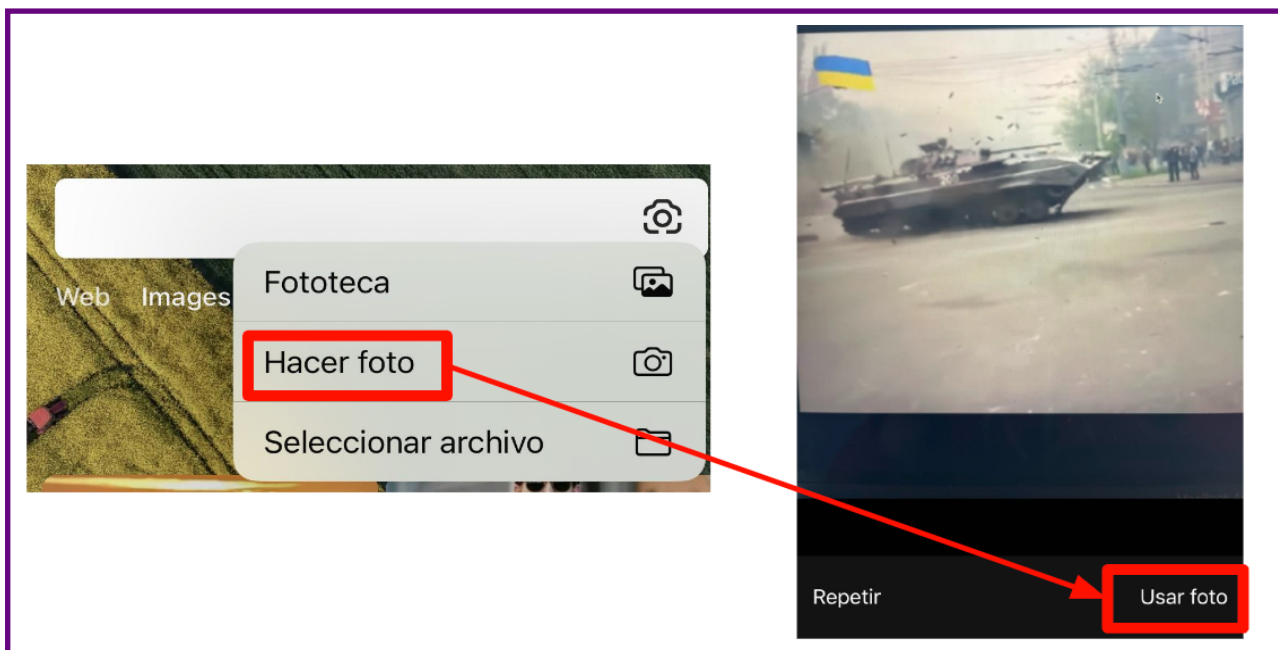 Web Images
Fototeca
Hacer foto
Seleccionar archivo
Repetir
Usar foto